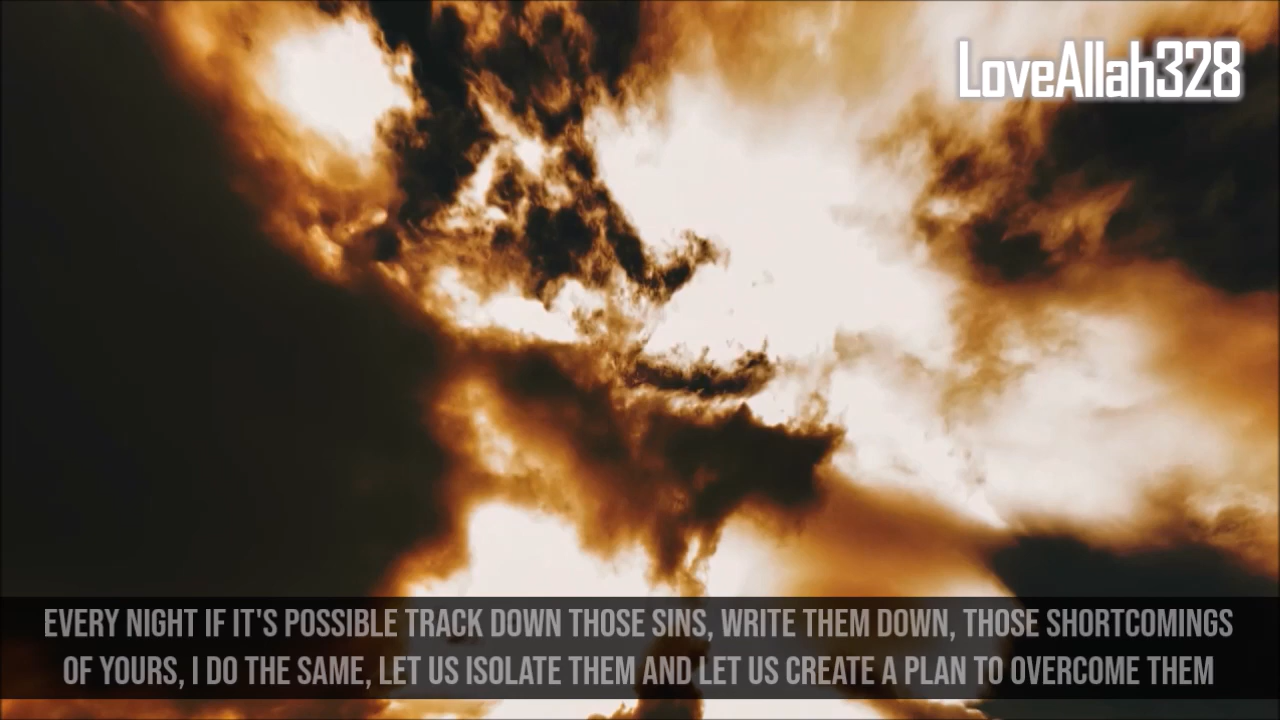 LoveAllah328
EVERY NIGHT IF IT'S POSSIBLE TRACK DOWN THOSE SINS, WRITE THEM DOWN, THOSE SHORTCOMINGS
OF YOURS, I DO THE SAME, LET US ISOLATE THEM AND LET US CREATE A PLAN TO OVERCOME THEM